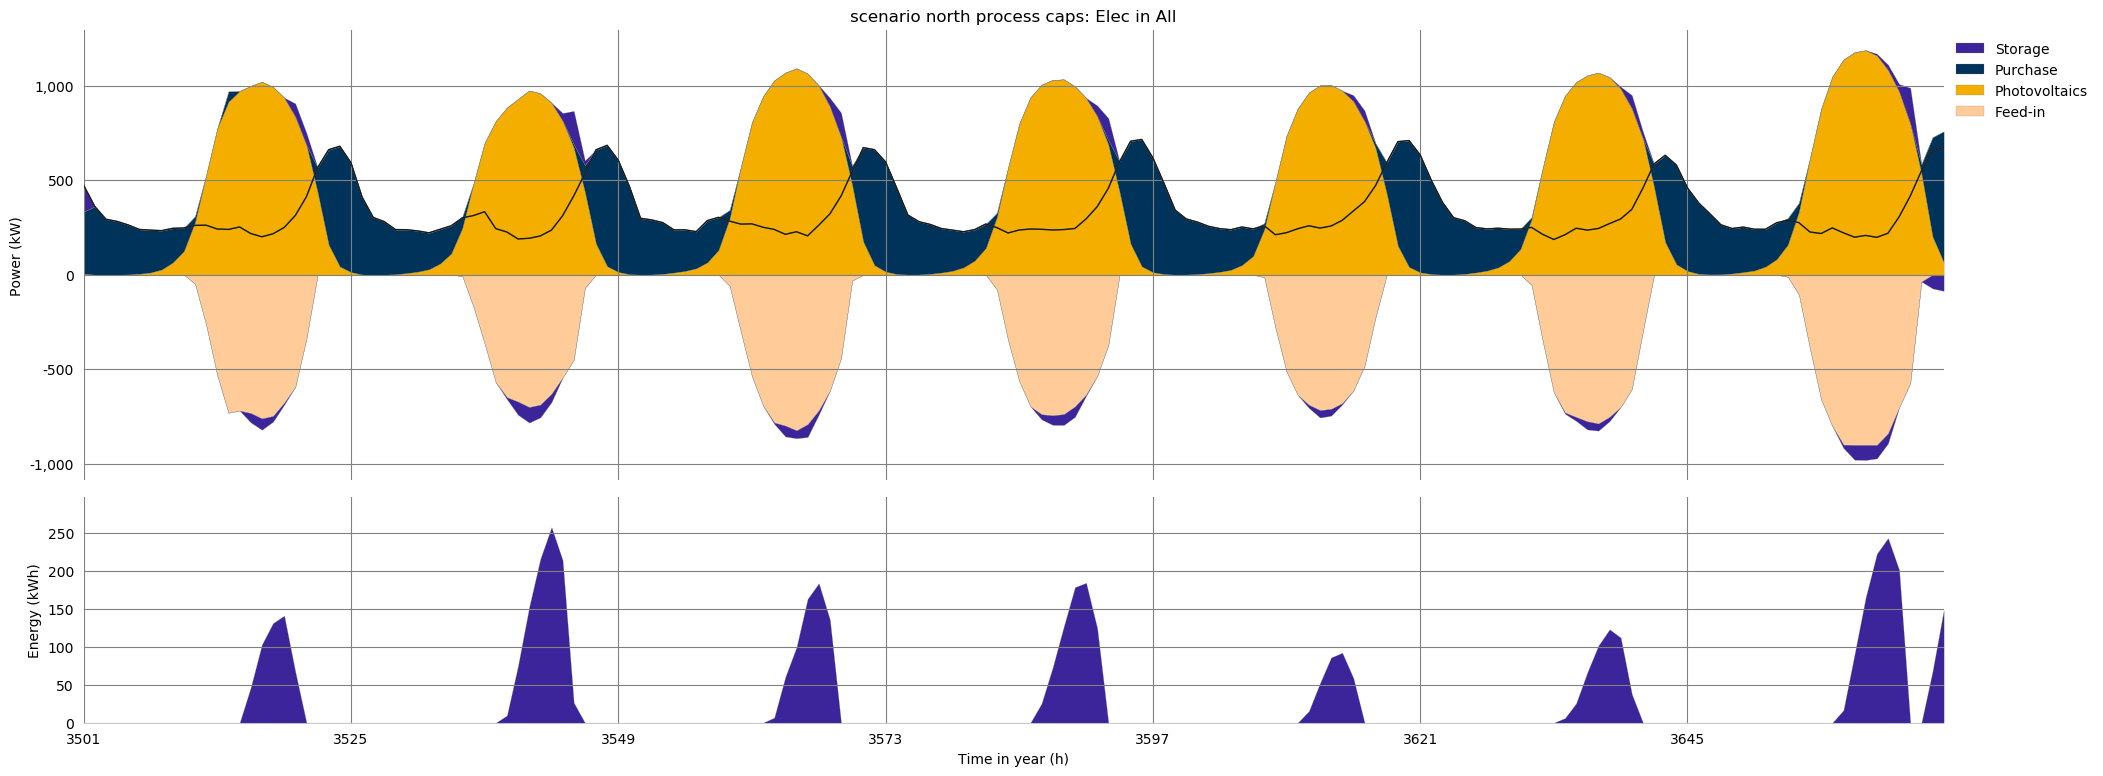 scenario north process caps: Elec in All
Storage
Purchase
Photovoltaics
Feed-in
Power (kW)
1,000
500
0
-500
-1,000
Energy (kWh)
250
200
150
100
50
0
3501 3525 3549 3573 3597 3621 3645
Time in year (h)